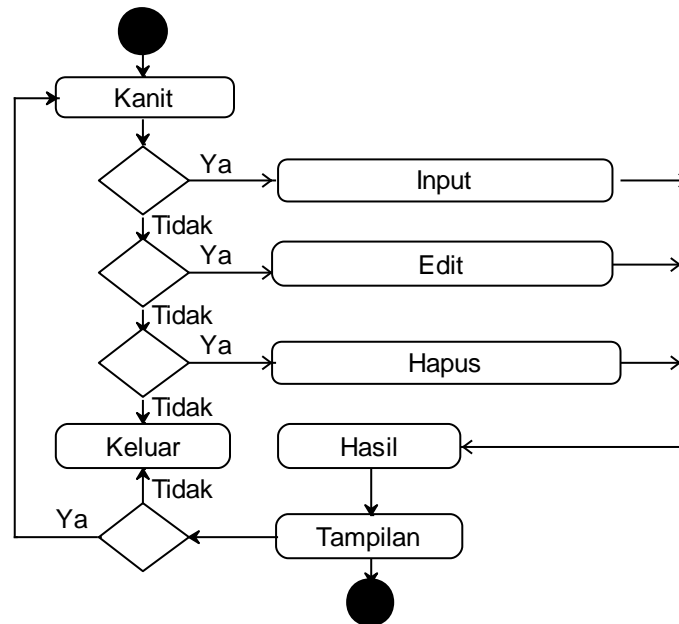 Kanit
Ya
Input
Tidak
Ya
Edit
Tidak
Ya
Hapus
Tidak
Keluar
Hasil
Tidak
Ya
Tampilan